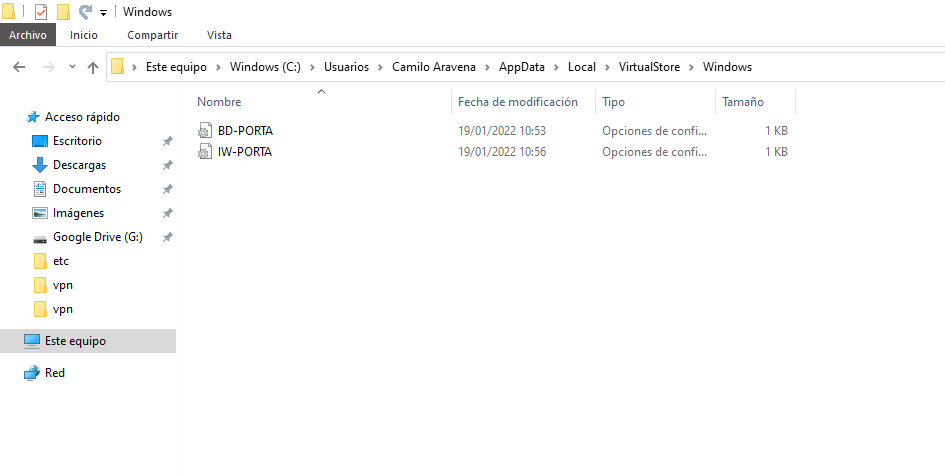 Windows
Archivo Inicio Compartir Vista
Este equipo Windows (C:) Usuarios Camilo Aravena AppData Local VirtualStore Windows
Nombre Fecha de modificación Tipo Tamaño
Acceso rápido
Escritorio
Descargas
Documentos
Imágenes
Google Drive (G:)
etc
vpn
vpn
Este equipo
Red
BD-PORTA 19/01/2022 10:53 Opciones de confi... 1 KB
IW-PORTA 19/01/2022 10:56 Opciones de confi... 1 KB